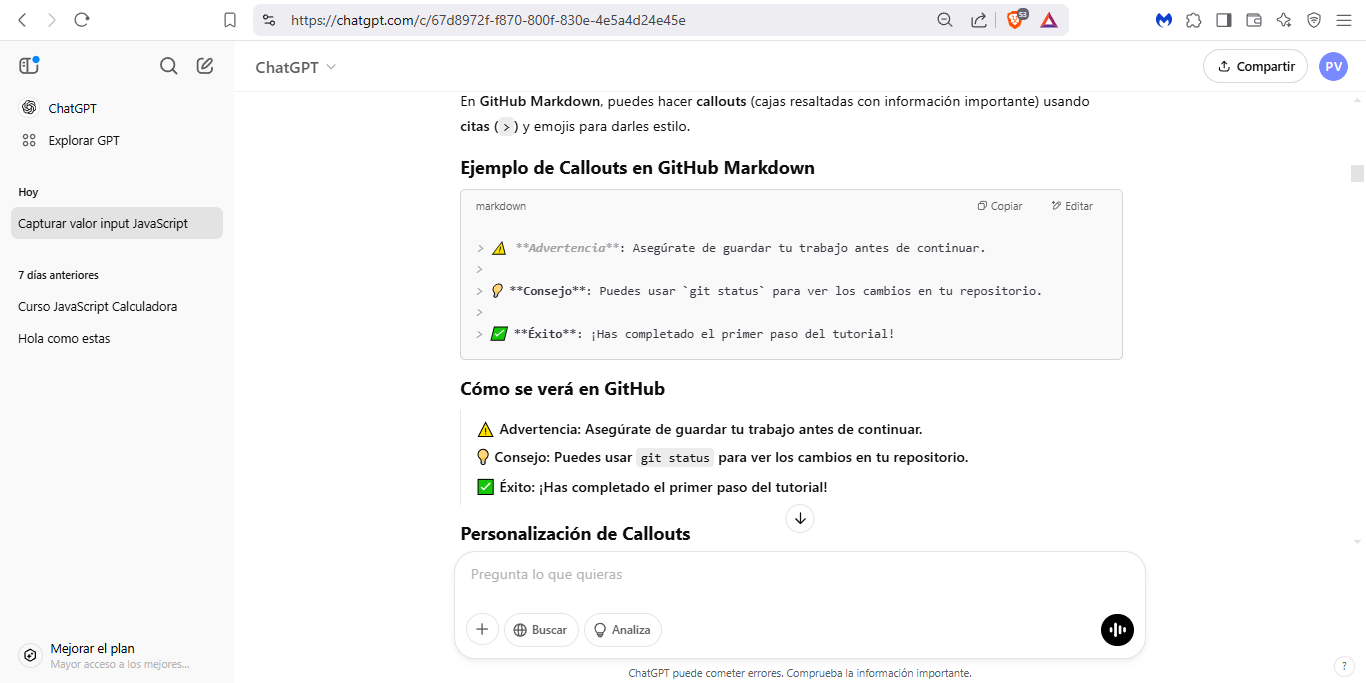 https://chatgpt.com/c/67d8972f-f870-800f-830e-4e5a4d24e45e
53
ChatGPT
Explorar GPT
Hoy
Capturar valor input JavaScript
7 días anteriores
Curso JavaScript Calculadora
Hola como estas
Mejorar el plan
Mayor acceso a los mejores...
ChatGPT
Compartir
PV
En GitHub Markdown, puedes hacer callouts (cajas resaltadas con información importante) usando
citas ( > ) y emojis para darles estilo.
Ejemplo de Callouts en GitHub Markdown
markdown
Copiar
Editar
> ⚠️ **Advertencia**: Asegúrate de guardar tu trabajo antes de continuar.
>
> 💡 **Consejo**: Puedes usar `git status` para ver los cambios en tu repositorio.
>
> ✅ **Éxito**: ¡Has completado el primer paso del tutorial!
Cómo se verá en GitHub
⚠️ Advertencia: Asegúrate de guardar tu trabajo antes de continuar.
💡 Consejo: Puedes usar git status para ver los cambios en tu repositorio.
✅ Éxito: ¡Has completado el primer paso del tutorial!
Personalización de Callouts
Pregunta lo que quieras
Buscar
Analiza
ChatGPT puede cometer errores. Comprueba la información importante.
?